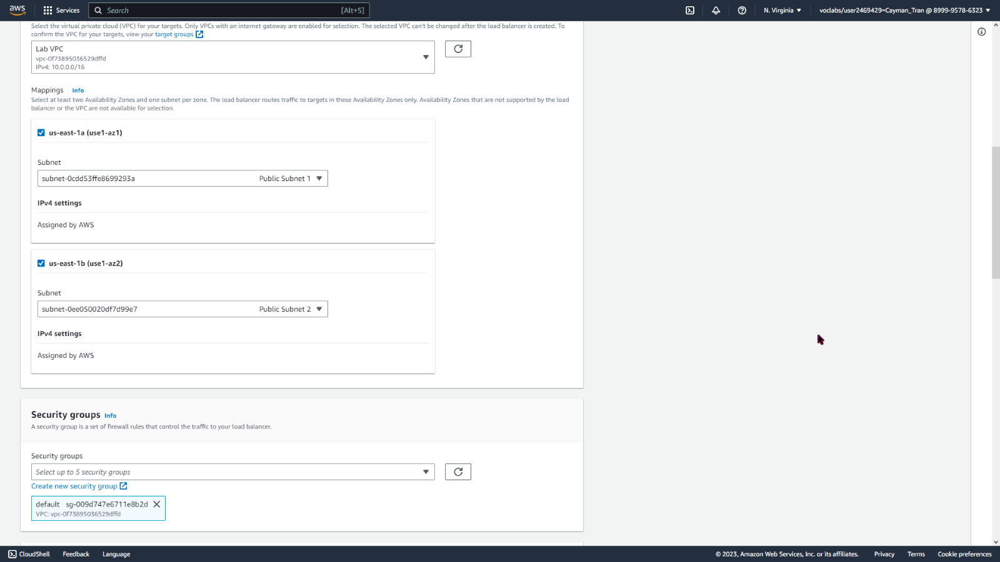 aws
Services
Search
[Alt+S]
N. Virginia
voclabs/user2469429=Cayman_Tran @ 8999-9578-6323
Select the virtual private cloud (VPC) for your targets. Only VPCs with an internet gateway are enabled for selection. The selected VPC can't be changed after the load balancer is created. To
confirm the VPC for your targets, view your target groups
Lab VPC
vpc-0f73895036529dffd
IPv4: 10.0.0.0/16
Mappings Info
Select at least two Availability Zones and one subnet per zone. The load balancer routes traffic to targets in these Availability Zones only. Availability Zones that are not supported by the load
balancer or the VPC are not available for selection.
us-east-1a (use1-az1)
Subnet
subnet-0cdd53ffe8699293a Public Subnet 1
IPv4 settings
Assigned by AWS
us-east-1b (use1-az2)
Subnet
subnet-0ee050020df7d99e7 Public Subnet 2
IPv4 settings
Assigned by AWS
Security groups Info
A security group is a set of firewall rules that control the traffic to your load balancer.
Security groups
Select up to 5 security groups
Create new security group
default sg-009d747e6711e8b2d
VPC: vpc-0f73895036529dffd
CloudShell
Feedback
Language
© 2023, Amazon Web Services, Inc. or its affiliates.
Privacy
Terms
Cookie preferences